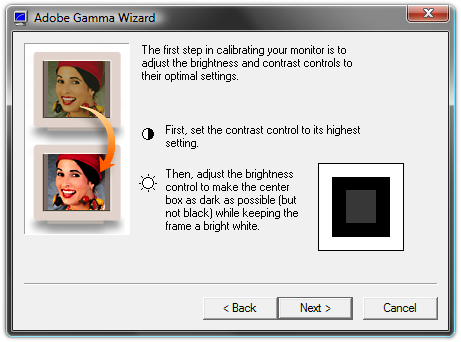 Adobe Gamma Wizard
The first step in calibrating your monitor is to
adjust the brightness and contrast controls to
their optimal settings.
First, set the contrast control to its highest
setting.
Then, adjust the brightness
control to make the center
box as dark as possible (but
not black) while keeping the
frame a bright white.
< Back
Next >
Cancel